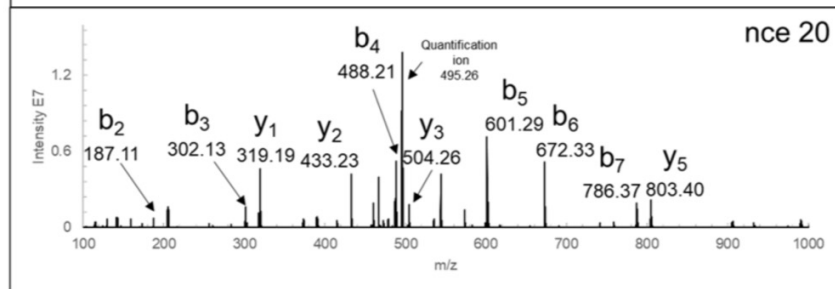 nce 20
Intensity E7
1.2
0.6
0
b₂
187.11
b₃
302.13
y₁
319.19
y₂
433.23
b₄
488.21
Quantification
ion
495.26
y₃
504.26
b₅
601.29
b₆
672.33
b₇
786.37
y₅
803.40
100 200 300 400 500 600 700 800 900 1000
m/z